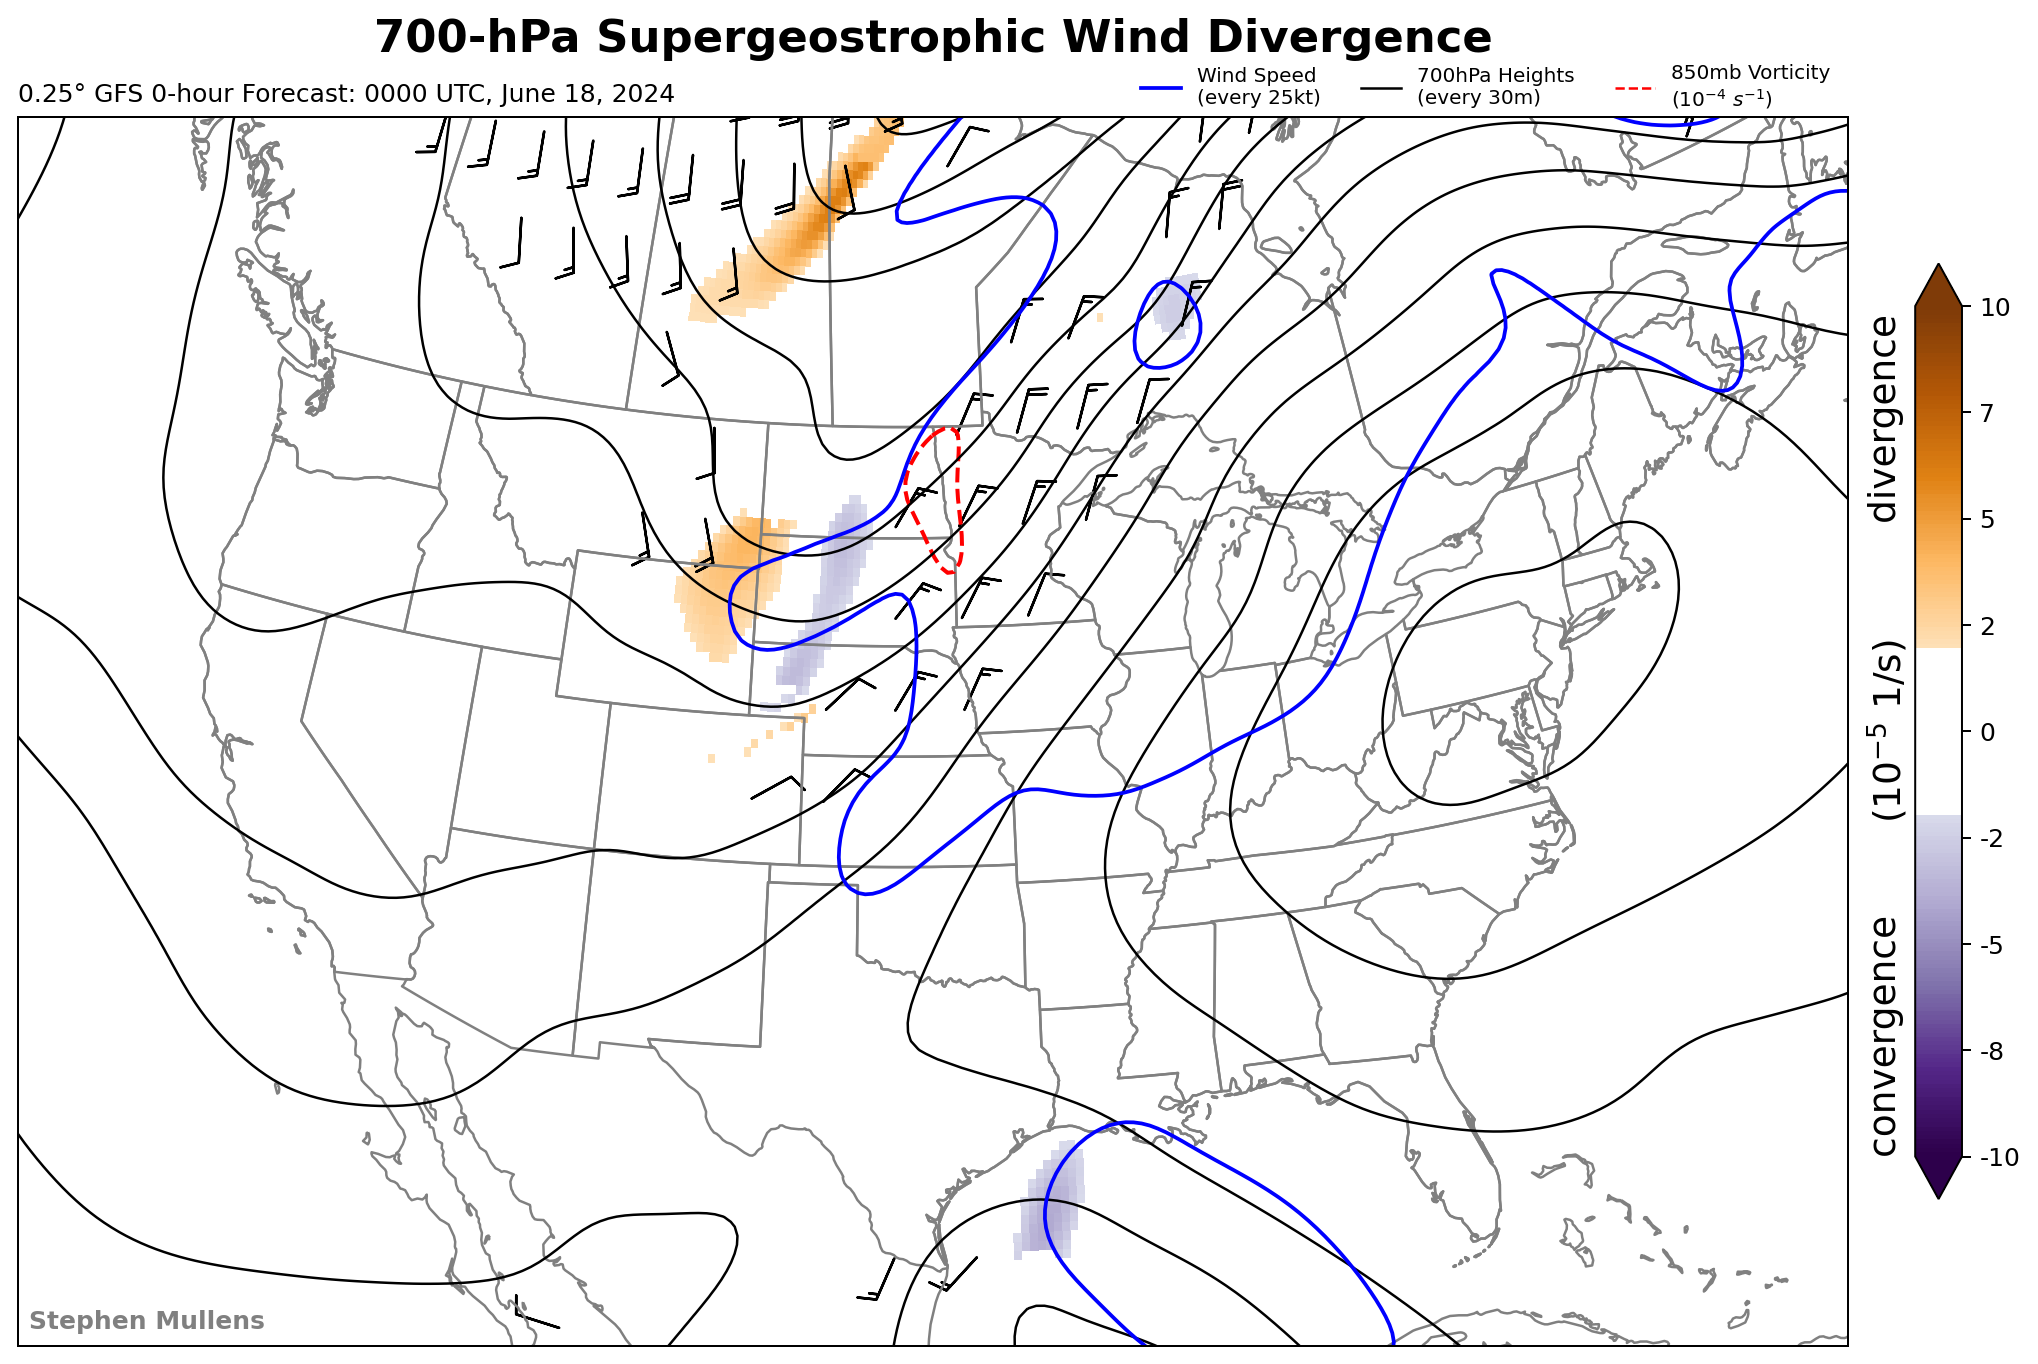 700-hPa Supergeostrophic Wind Divergence
0.25° GFS 0-hour Forecast: 0000 UTC, June 18, 2024
Wind Speed
(every 25kt)
700hPa Heights
(every 30m)
850mb Vorticity
(10⁻⁴ s⁻¹)
10
7
5
2
0
-2
-5
-8
-10
convergence (10⁻⁵ 1/s) divergence
Stephen Mullens